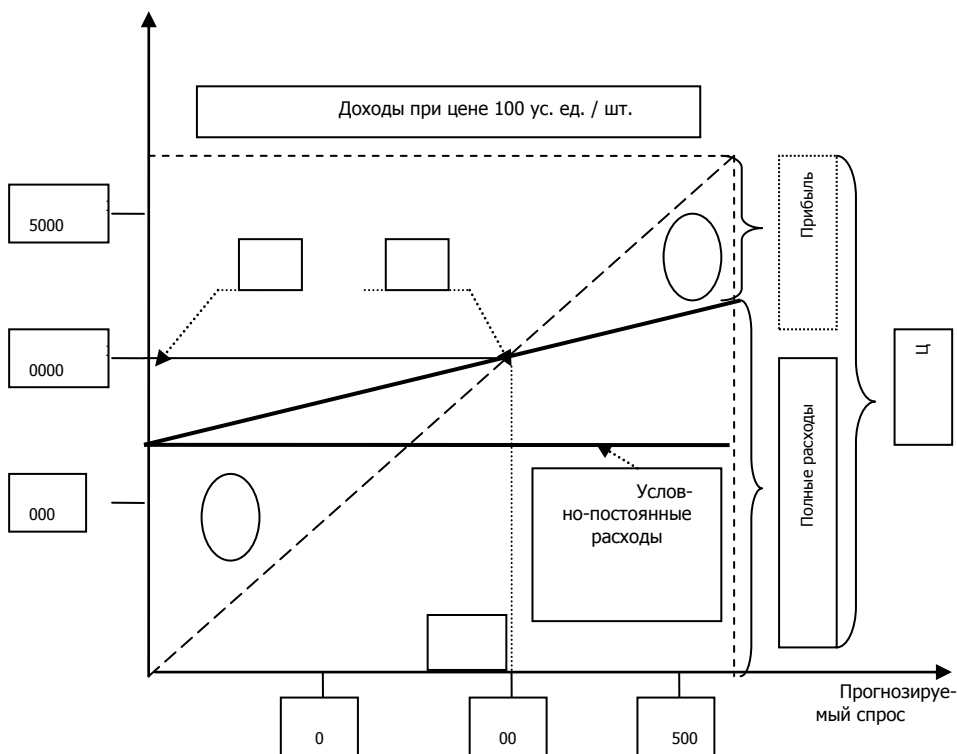 Доходы при цене 100 ус. ед. / шт.
5000
Прибыль
0000
Ц
000
Услов-
но-постоянные
расходы
Полные расходы
Прогнозируе-
мый спрос
0
00
500